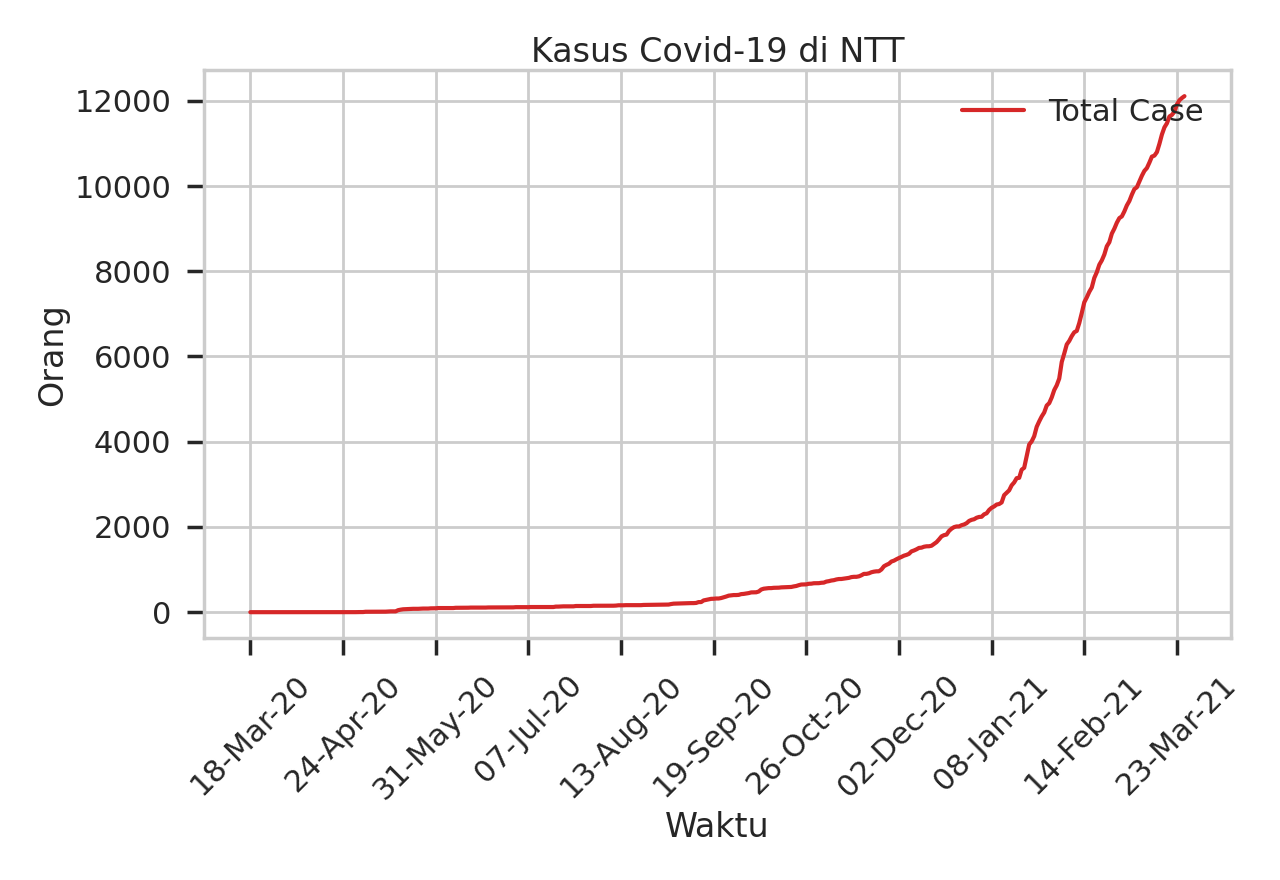 Kasus Covid-19 di NTT
Total Case
Orang
12000
10000
8000
6000
4000
2000
0
18-Mar-20
24-Apr-20
31-May-20
07-Jul-20
13-Aug-20
19-Sep-20
26-Oct-20
02-Dec-20
08-Jan-21
14-Feb-21
23-Mar-21
Waktu